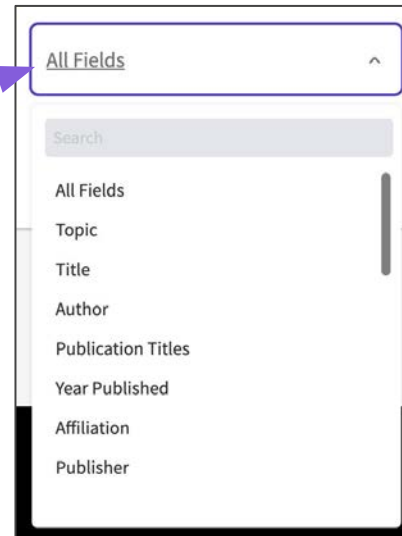 All Fields
Search
All Fields
Topic
Title
Author
Publication Titles
Year Published
Affiliation
Publisher